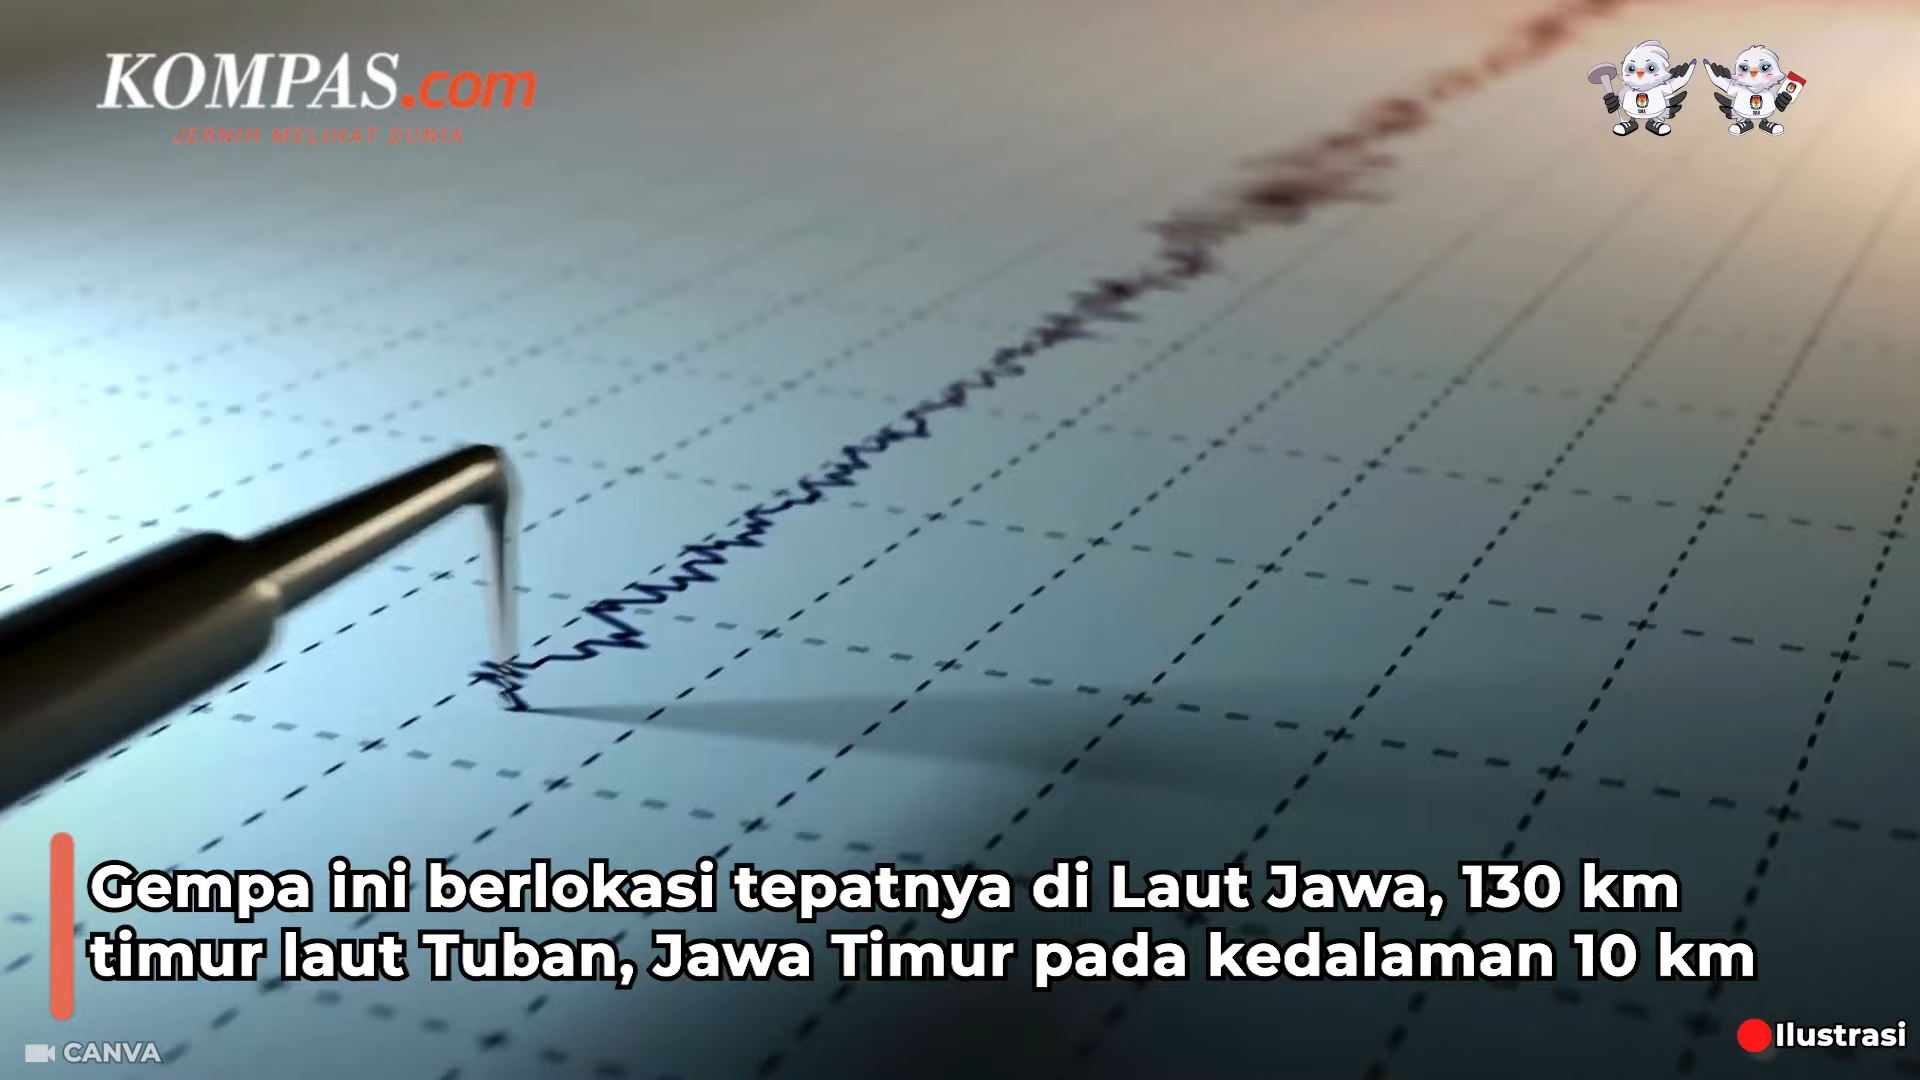 KOMPAS.com
JERNIH MELIHAT DUNIA
Gempa ini berlokasi tepatnya di Laut Jawa, 130 km
timur laut Tuban, Jawa Timur pada kedalaman 10 km
CANVA
Ilustrasi